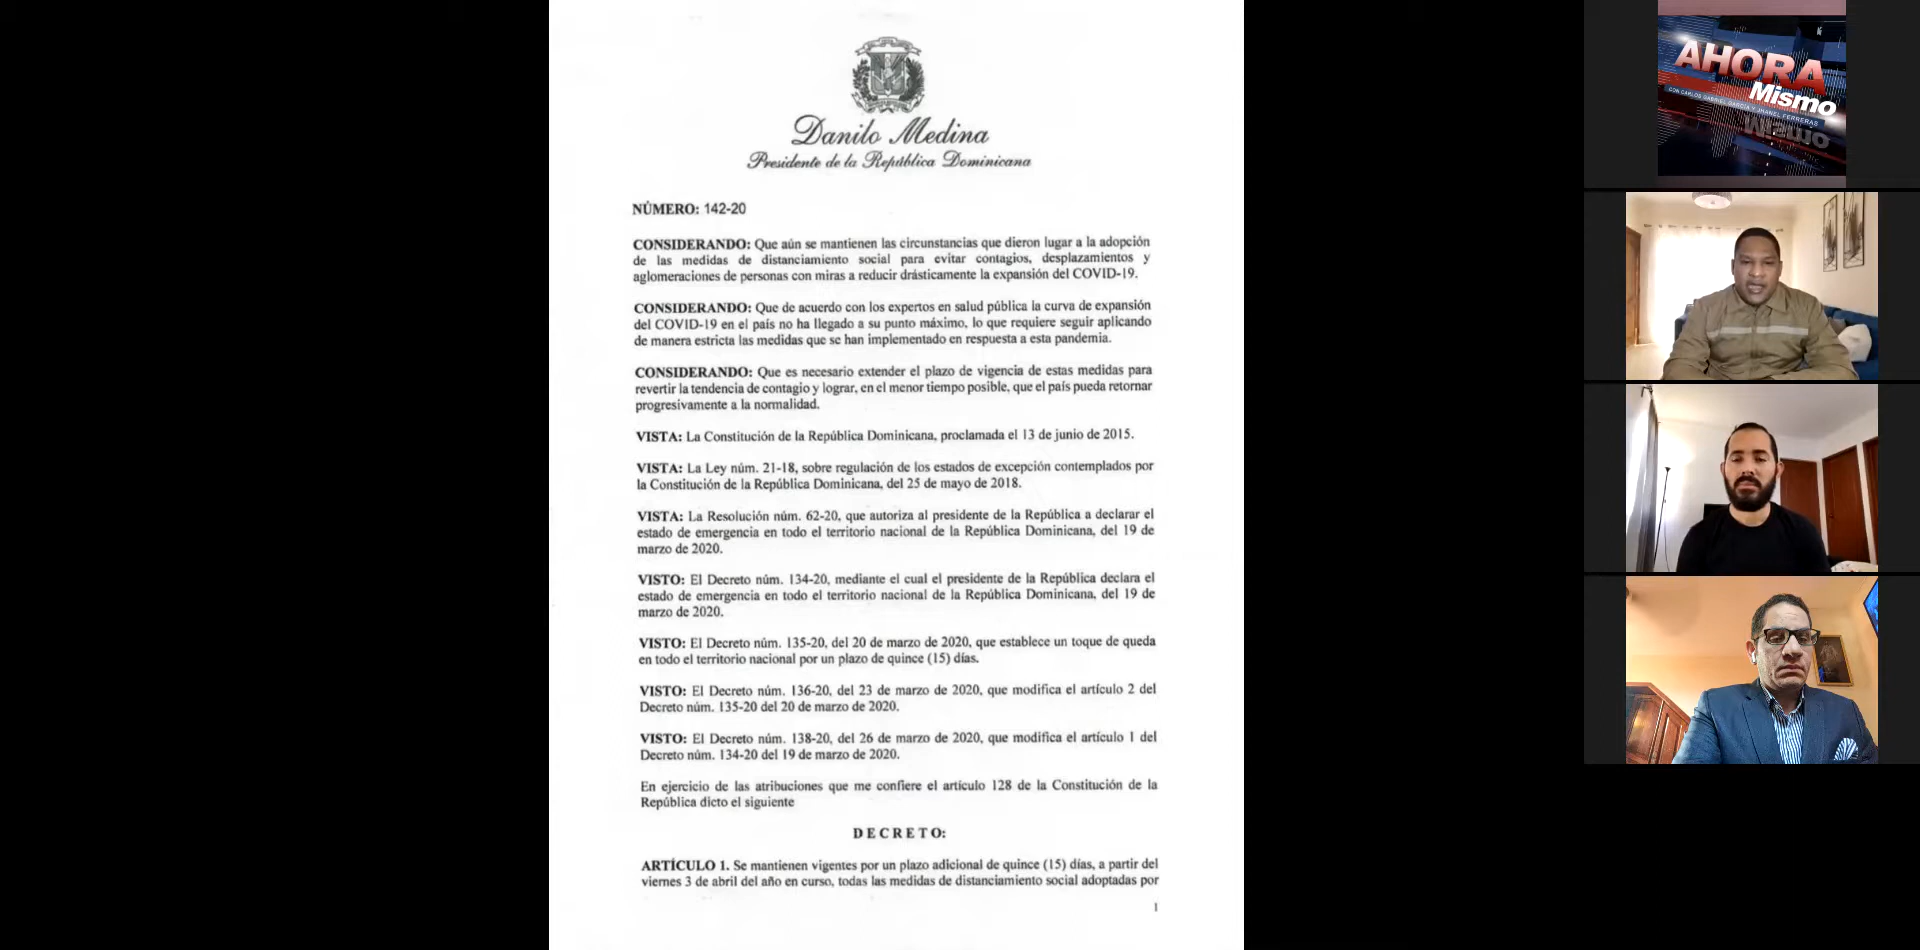 Danilo Medina
Presidente de la República Dominicana
NÚMERO: 142-20
CONSIDERANDO: Que aún se mantienen las circunstancias que dieron lugar a la adopción
de las medidas de distanciamiento social para evitar contagios, desplazamientos y
aglomeraciones de personas con miras a reducir drásticamente la expansión del COVID-19.
CONSIDERANDO: Que de acuerdo con los expertos en salud pública la curva de expansión
del COVID-19 en el país no ha llegado a su punto máximo, lo que requiere seguir aplicando
de manera estricta las medidas que se han implementado en respuesta a esta pandemia.
CONSIDERANDO: Que es necesario extender el plazo de vigencia de estas medidas para
revertir la tendencia de contagio y lograr, en el menor tiempo posible, que el país pueda retornar
progresivamente a la normalidad.
VISTA: La Constitución de la República Dominicana, proclamada el 13 de junio de 2015.
VISTA: La Ley núm. 21-18, sobre regulación de los estados de excepción contemplados por
la Constitución de la República Dominicana, del 25 de mayo de 2018.
VISTA: La Resolución núm. 62-20, que autoriza al presidente de la República a declarar el
estado de emergencia en todo el territorio nacional de la República Dominicana, del 19 de
marzo de 2020.
VISTO: El Decreto núm. 134-20, mediante el cual el presidente de la República declara el
estado de emergencia en todo el territorio nacional de la República Dominicana, del 19 de
marzo de 2020.
VISTO: El Decreto núm. 135-20, del 20 de marzo de 2020, que establece un toque de queda
en todo el territorio nacional por un plazo de quince (15) días.
VISTO: El Decreto núm. 136-20, del 23 de marzo de 2020, que modifica el artículo 2 del
Decreto núm. 135-20 del 20 de marzo de 2020.
VISTO: El Decreto núm. 138-20, del 26 de marzo de 2020, que modifica el artículo 1 del
Decreto núm. 134-20 del 19 de marzo de 2020.
En ejercicio de las atribuciones que me confiere el artículo 128 de la Constitución de la
República dicto el siguiente
DECRETO:
ARTÍCULO 1. Se mantienen vigentes por un plazo adicional de quince (15) días, a partir del
viernes 3 de abril del año en curso, todas las medidas de distanciamiento social adoptadas por
1
AHORA
Mismo
CON CARLOS GABRIEL GARCÍA Y JHANEL FERRERAS